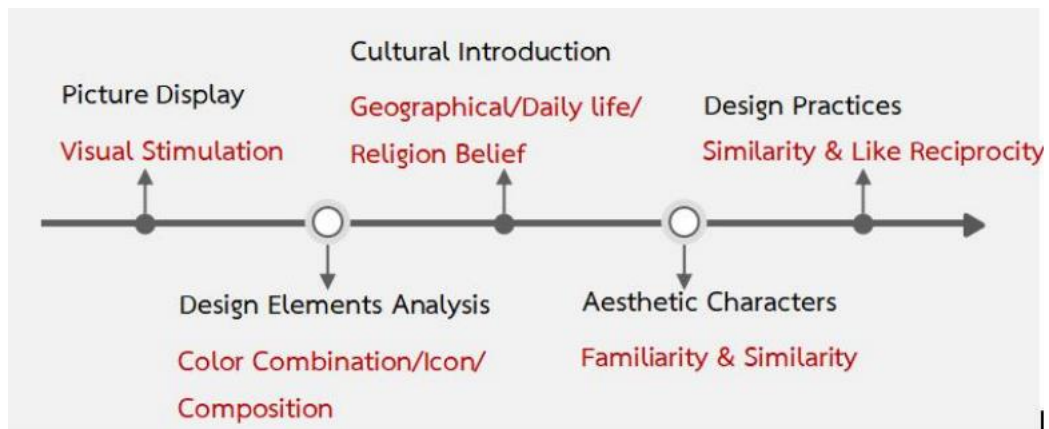 Picture Display
Visual Stimulation
Design Elements Analysis
Color Combination/Icon/
Composition
Cultural Introduction
Geographical/Daily life/
Religion Belief
Aesthetic Characters
Familiarity & Similarity
Design Practices
Similarity & Like Reciprocity